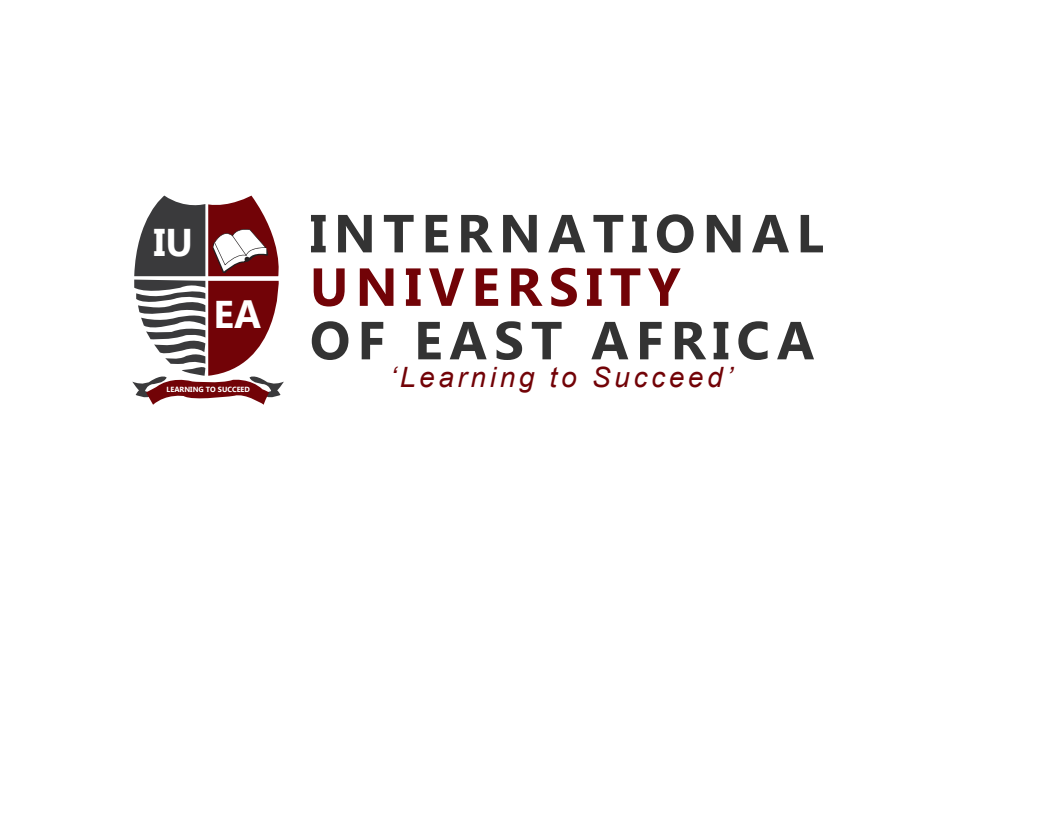 IU
EA
LEARNING TO SUCCEED
INTERNATIONAL
UNIVERSITY
OF EAST AFRICA
‘Learning to Succeed’